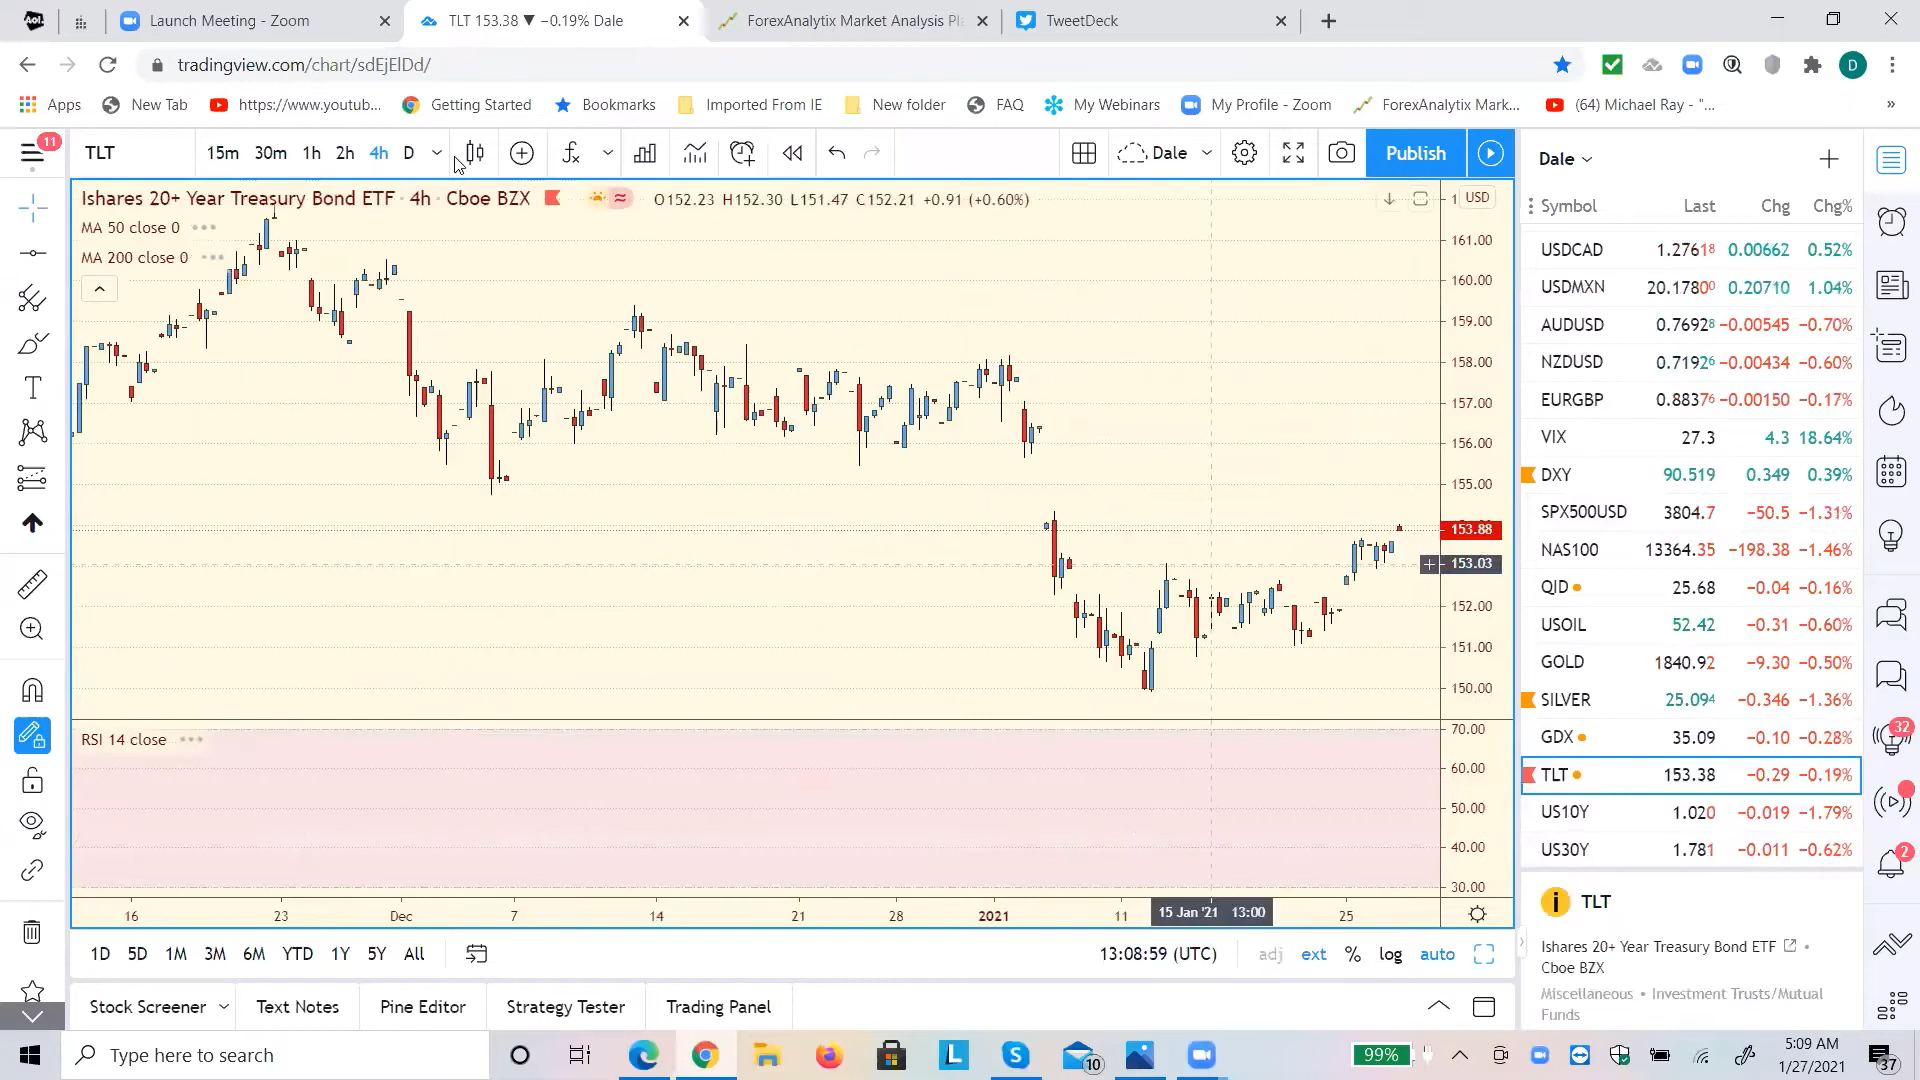 Aol.
Launch Meeting - Zoom
TLT 153.38 ▼ −0.19% Dale
ForexAnalytix Market Analysis Pl
TweetDeck
tradingview.com/chart/sdEjElDd/
D
Apps
New Tab
https://www.youtub...
Getting Started
Bookmarks
Imported From IE
New folder
FAQ
My Webinars
My Profile - Zoom
ForexAnalytix Mark...
(64) Michael Ray - "...
»
11
TLT
15m 30m 1h 2h 4h D
Dale
Publish
Ishares 20+ Year Treasury Bond ETF · 4h · Cboe BZX
O152.23 H152.30 L151.47 C152.21 +0.91 (+0.60%)
USD
MA 50 close 0
MA 200 close 0
161.00
160.00
159.00
158.00
157.00
156.00
155.00
153.88
153.03
152.00
151.00
150.00
RSI 14 close
70.00
60.00
50.00
40.00
30.00
16 23 Dec 7 14 21 28 2021 11 15 Jan '21 13:00 25
1D 5D 1M 3M 6M YTD 1Y 5Y All
13:08:59 (UTC)
adj ext % log auto
Stock Screener
Text Notes
Pine Editor
Strategy Tester
Trading Panel
Dale
Symbol Last Chg Chg%
USDCAD 1.27618 0.00662 0.52%
USDMXN 20.17800 0.20710 1.04%
AUDUSD 0.76928 −0.00545 −0.70%
NZDUSD 0.71926 −0.00434 −0.60%
EURGBP 0.88376 −0.00150 −0.17%
VIX 27.3 4.3 18.64%
DXY 90.519 0.349 0.39%
SPX500USD 3804.7 −50.5 −1.31%
NAS100 13364.35 −198.38 −1.46%
QID 25.68 −0.04 −0.16%
USOIL 52.42 −0.31 −0.60%
GOLD 1840.92 −9.30 −0.50%
SILVER 25.094 −0.346 −1.36%
GDX 35.09 −0.10 −0.28%
TLT 153.38 −0.29 −0.19%
US10Y 1.020 −0.019 −1.79%
US30Y 1.781 −0.011 −0.62%
TLT
Ishares 20+ Year Treasury Bond ETF •
Cboe BZX
Miscellaneous • Investment Trusts/Mutual
Funds
32
2
Type here to search
L
S
10
99%
5:09 AM
1/27/2021
37